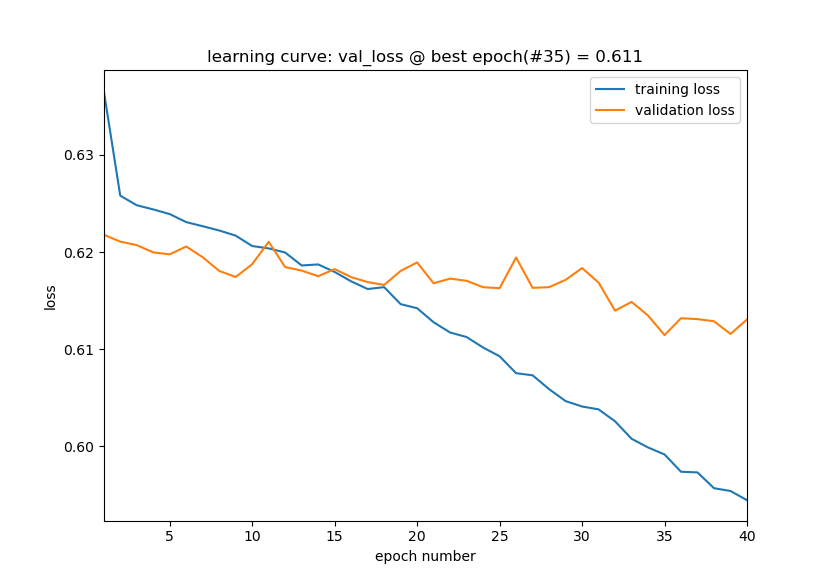 learning curve: val_loss @ best epoch(#35) = 0.611
training loss
validation loss
0.63
0.62
0.61
0.60
loss
5
10
15
20
25
30
35
40
epoch number